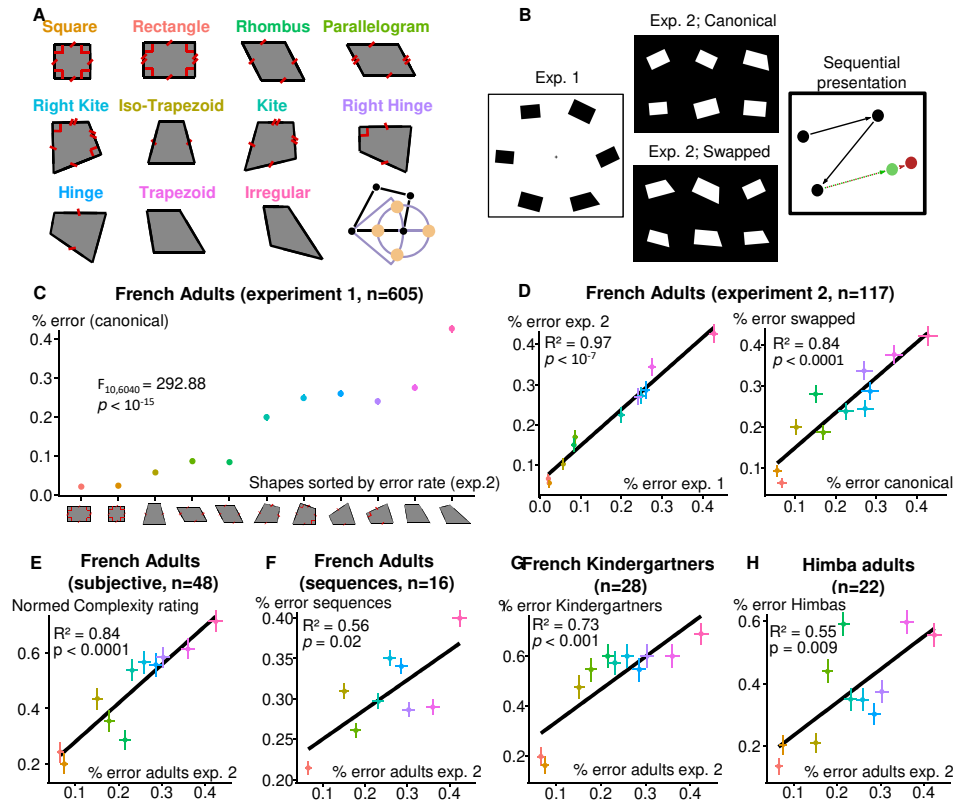 A
Square Rectangle Rhombus Parallelogram
Right Kite Iso-Trapezoid Kite Right Hinge
Hinge Trapezoid Irregular
B
Exp. 1
Exp. 2; Canonical
Exp. 2; Swapped
Sequential
presentation
C
French Adults (experiment 1, n=605)
% error (canonical)
0.4
0.3
0.2
0.1
0.0
F10,6040 = 292.88
p < 10-15
Shapes sorted by error rate (exp.2)
D
French Adults (experiment 2, n=117)
% error exp. 2
R² = 0.97
p < 10-7
0.4
0.3
0.2
0.1
% error exp. 1
0.0 0.1 0.2 0.3 0.4
% error swapped
R² = 0.84
p < 0.0001
0.4
0.3
0.2
0.1
% error canonical
0.1 0.2 0.3 0.4
E
French Adults
(subjective, n=48)
Normed Complexity rating
R² = 0.84
p < 0.0001
0.6
0.4
0.2
% error adults exp. 2
0.1 0.2 0.3 0.4
F
French Adults
(sequences, n=16)
% error sequences
0.40
R² = 0.56
p = 0.02
0.35
0.30
0.25
0.20
% error adults exp. 2
0.1 0.2 0.3 0.4
G
French Kindergartners
(n=28)
% error Kindergartners
R² = 0.73
p < 0.001
0.6
0.4
0.2
% error adults exp. 2
0.1 0.2 0.3 0.4
H
Himba adults
(n=22)
% error Himbas
0.6
R² = 0.55
p = 0.009
0.4
0.2
% error adults exp. 2
0.1 0.2 0.3 0.4